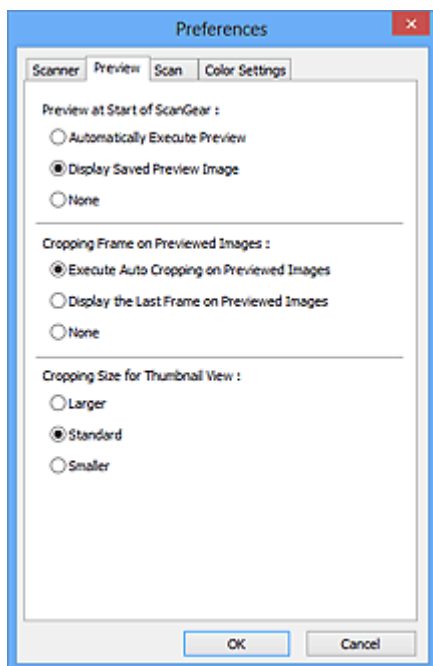 Preferences
Scanner Preview Scan Color Settings
Preview at Start of ScanGear :
Automatically Execute Preview
Display Saved Preview Image
None
Cropping Frame on Previewed Images :
Execute Auto Cropping on Previewed Images
Display the Last Frame on Previewed Images
None
Cropping Size for Thumbnail View :
Larger
Standard
Smaller
OK Cancel